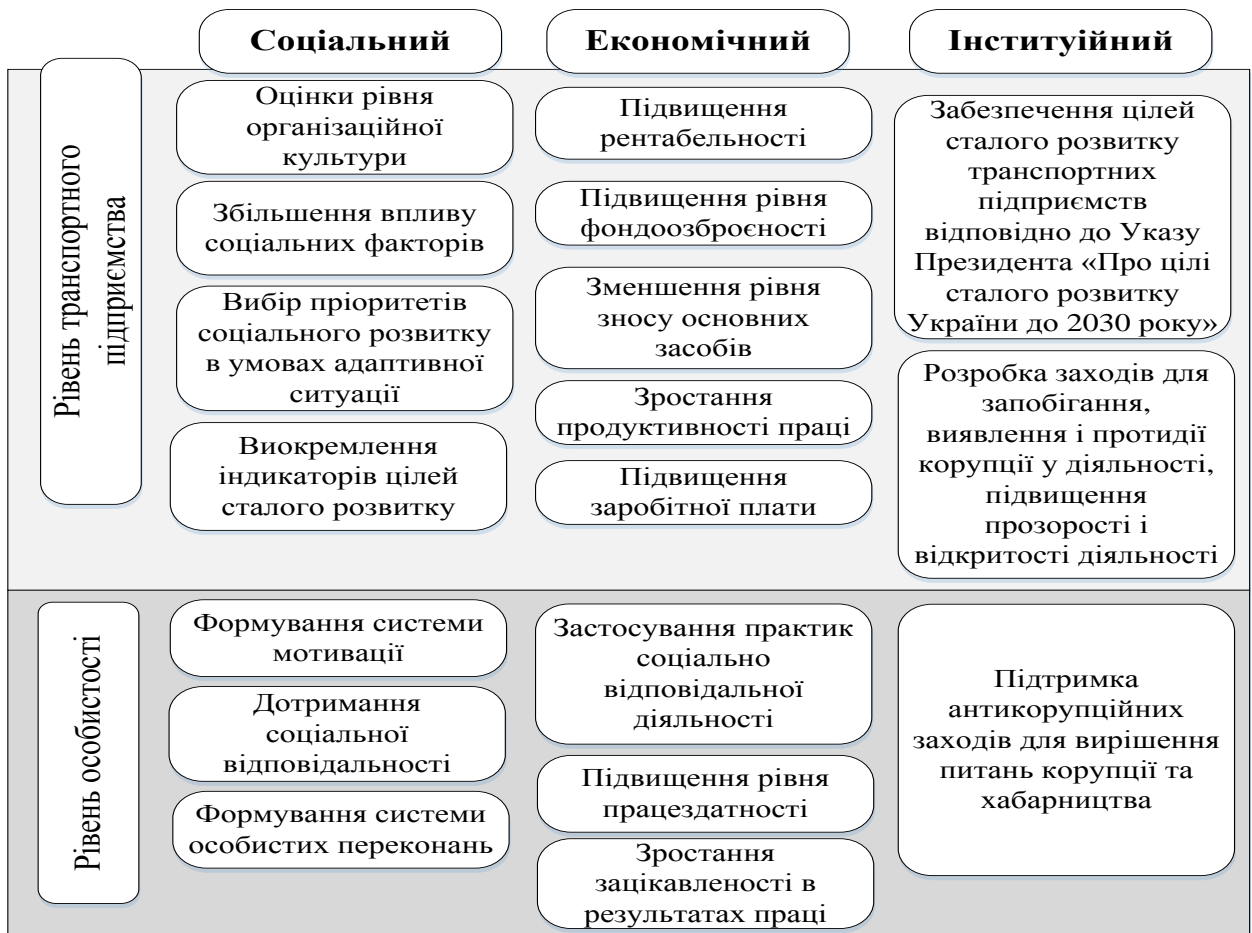 Соціальний
Економічний
Інституійний
Рівень транспортного
підприємства
Оцінки рівня
організаційної
культури
Збільшення впливу
соціальних факторів
Вибір пріоритетів
соціального розвитку
в умовах адаптивної
ситуації
Виокремлення
індикаторів цілей
сталого розвитку
Підвищення
рентабельності
Підвищення рівня
фондоозброєності
Зменшення рівня
зносу основних
засобів
Зростання
продуктивності праці
Підвищення
заробітної плати
Забезпечення цілей
сталого розвитку
транспортних
підприємств
відповідно до Указу
Президента «Про цілі
сталого розвитку
України до 2030 року»
Розробка заходів для
запобігання,
виявлення і протидії
корупції у діяльності,
підвищення
прозорості і
відкритості діяльності
Рівень особистості
Формування системи
мотивації
Дотримання
соціальної
відповідальності
Формування системи
особистих переконань
Застосування практик
соціально
відповідальної
діяльності
Підвищення рівня
працездатності
Зростання
зацікавленості в
результатах праці
Підтримка
антикорупційних
заходів для вирішення
питань корупції та
хабарництва